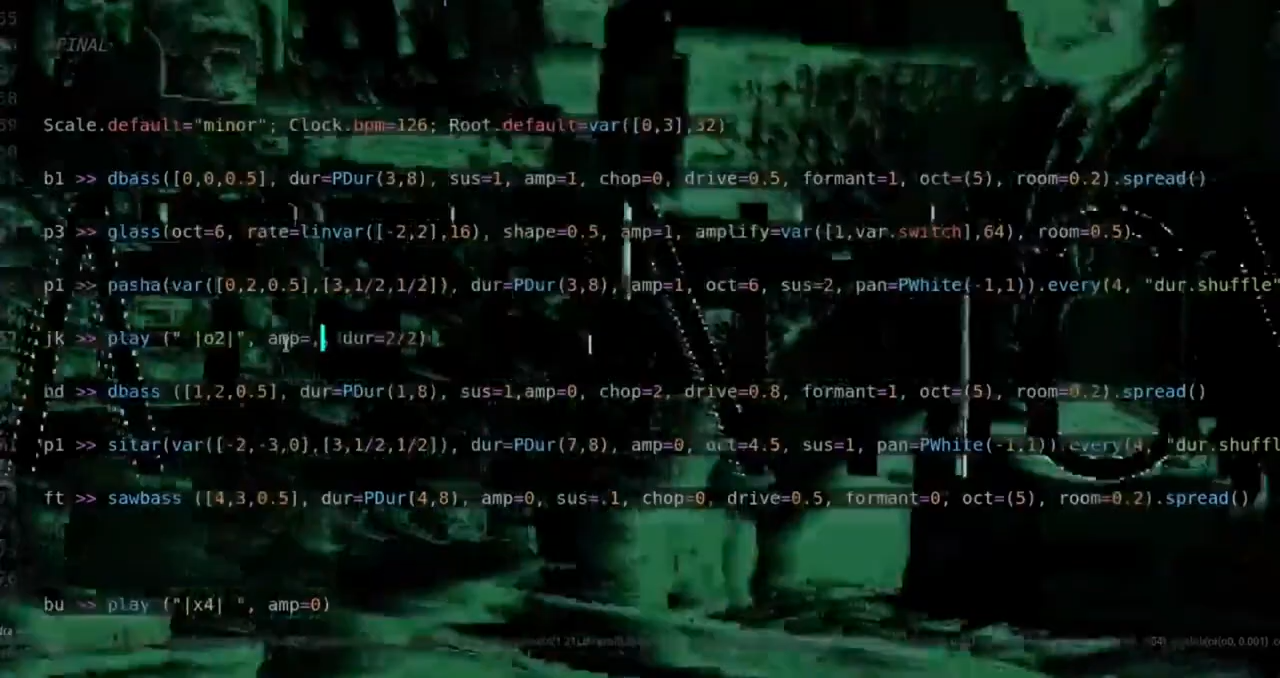 55
FINAL
58
59
Scale.default="minor"; Clock.bpm=126; Root.default=var([0,3],32)
b1 >> dbass([0,0,0.5], dur=PDur(3,8), sus=1, amp=1, chop=0, drive=0.5, formant=1, oct=(5), room=0.2).spread()
p3 >> glass(oct=6, rate=linvar([-2,2],16), shape=0.5, amp=1, amplify=var([1,var.switch],64), room=0.5)
p1 >> pasha(var([0,2,0.5],[3,1/2,1/2]), dur=PDur(3,8), amp=1, oct=6, sus=2, pan=PWhite(-1,1)).every(4, "dur.shuffle"
jk >> play (" |o2|", amp=, dur=2/2)
nd >> dbass ([1,2,0.5], dur=PDur(1,8), sus=1,amp=0, chop=2, drive=0.8, formant=1, oct=(5), room=0.2).spread()
p1 >> sitar(var([-2,-3,0],[3,1/2,1/2]), dur=PDur(7,8), amp=0, oct=4.5, sus=1, pan=PWhite(-1,1)).every(4, "dur.shuffl
ft >> sawbass ([4,3,0.5], dur=PDur(4,8), amp=0, sus=.1, chop=0, drive=0.5, formant=0, oct=(5), room=0.2).spread()
bu >> play ("|x4| ", amp=0)